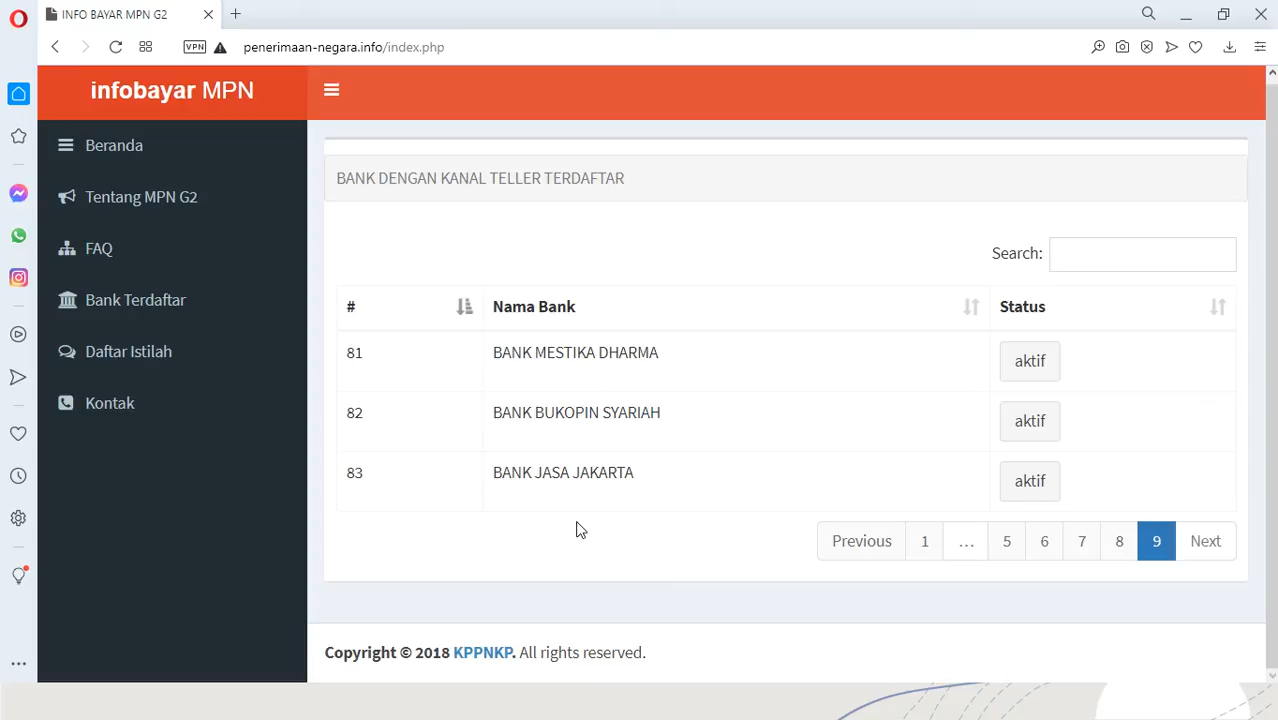 INFO BAYAR MPN G2
VPN
penerimaan-negara.info/index.php
infobayar MPN
Beranda
Tentang MPN G2
FAQ
Bank Terdaftar
Daftar Istilah
Kontak
BANK DENGAN KANAL TELLER TERDAFTAR
Search:
# Nama Bank Status
81 BANK MESTIKA DHARMA aktif
82 BANK BUKOPIN SYARIAH aktif
83 BANK JASA JAKARTA aktif
Previous 1 ... 5 6 7 8 9 Next
Copyright © 2018 KPPNKP. All rights reserved.